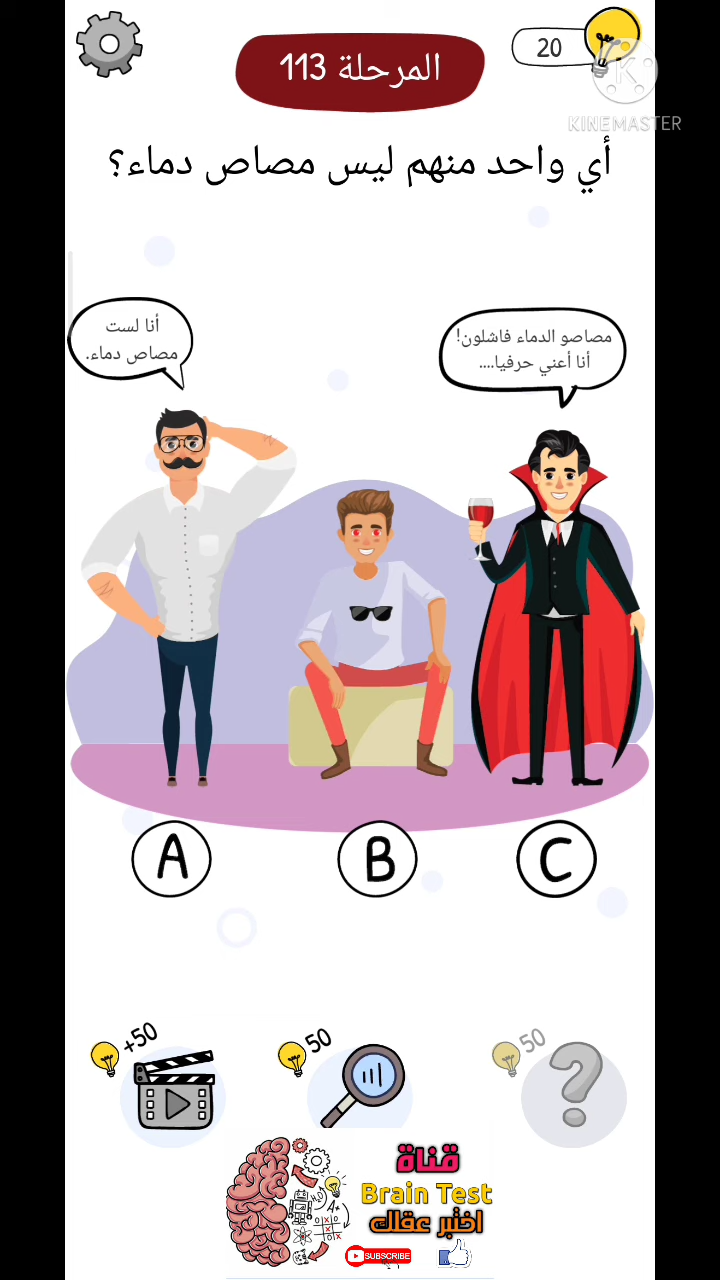 المرحلة 113
20
KINEMASTER
أي واحد منهم ليس مصاص دماء؟
أنا لست
مصاص دماء.
مصاصو الدماء فاشلون!
أنا أعني حرفيا....
A
B
C
+50
50
50
?
قناة
Brain Test
اختبر عقلك
SUBSCRIBE